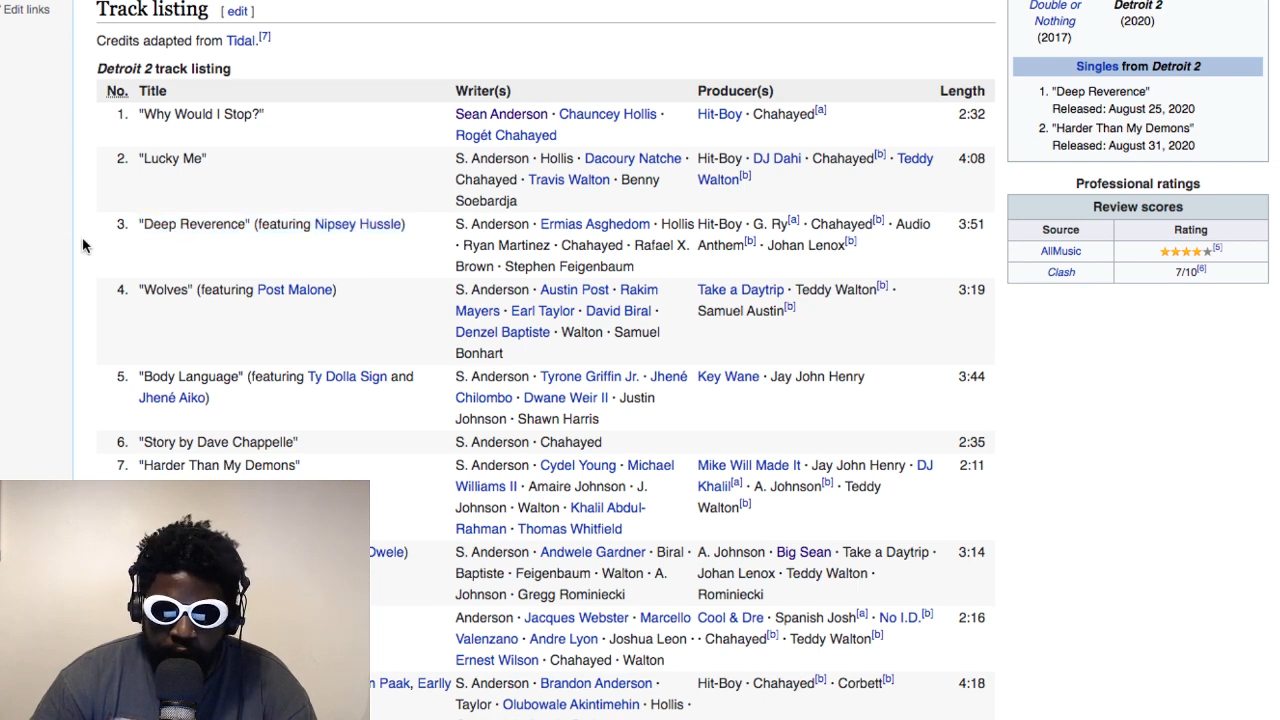 Edit links
Track listing [ edit ]
Credits adapted from Tidal.[7]
Detroit 2 track listing
No. Title Writer(s) Producer(s) Length
1. "Why Would I Stop?" Sean Anderson · Chauncey Hollis · Hit-Boy · Chahayed[a] 2:32
Rogét Chahayed
2. "Lucky Me" S. Anderson · Hollis · Dacoury Natche · Hit-Boy · DJ Dahi · Chahayed[b] · Teddy 4:08
Chahayed · Travis Walton · Benny Walton[b]
Soebardja
3. "Deep Reverence" (featuring Nipsey Hussle) S. Anderson · Ermias Asghedom · Hollis Hit-Boy · G. Ry[a] · Chahayed[b] · Audio 3:51
· Ryan Martinez · Chahayed · Rafael X. Anthem[b] · Johan Lenox[b]
Brown · Stephen Feigenbaum
4. "Wolves" (featuring Post Malone) S. Anderson · Austin Post · Rakim Take a Daytrip · Teddy Walton[b] · 3:19
Mayers · Earl Taylor · David Biral · Samuel Austin[b]
Denzel Baptiste · Walton · Samuel
Bonhart
5. "Body Language" (featuring Ty Dolla Sign and S. Anderson · Tyrone Griffin Jr. · Jhené Key Wane · Jay John Henry 3:44
Jhené Aiko) Chilombo · Dwane Weir II · Justin
Johnson · Shawn Harris
6. "Story by Dave Chappelle" S. Anderson · Chahayed 2:35
7. "Harder Than My Demons" S. Anderson · Cydel Young · Michael Mike Will Made It · Jay John Henry · DJ 2:11
Williams II · Amaire Johnson · J. Khalil[a] · A. Johnson[b] · Teddy
Johnson · Walton · Khalil Abdul- Walton[b]
Rahman · Thomas Whitfield
Dwele) S. Anderson · Andwele Gardner · Biral · A. Johnson · Big Sean · Take a Daytrip · 3:14
Baptiste · Feigenbaum · Walton · A. Johan Lenox · Teddy Walton ·
Johnson · Gregg Rominiecki Rominiecki
Anderson · Jacques Webster · Marcello Cool & Dre · Spanish Josh[a] · No I.D.[b] 2:16
Valenzano · Andre Lyon · Joshua Leon · · Chahayed[b] · Teddy Walton[b]
Ernest Wilson · Chahayed · Walton
Paak, Earlly S. Anderson · Brandon Anderson · Hit-Boy · Chahayed[b] · Corbett[b] 4:18
Taylor · Olubowale Akintimehin · Hollis ·
Double or Detroit 2
Nothing (2020)
(2017)
Singles from Detroit 2
1. "Deep Reverence"
Released: August 25, 2020
2. "Harder Than My Demons"
Released: August 31, 2020
Professional ratings
Review scores
Source Rating
AllMusic ★★★★★[5]
Clash 7/10[6]